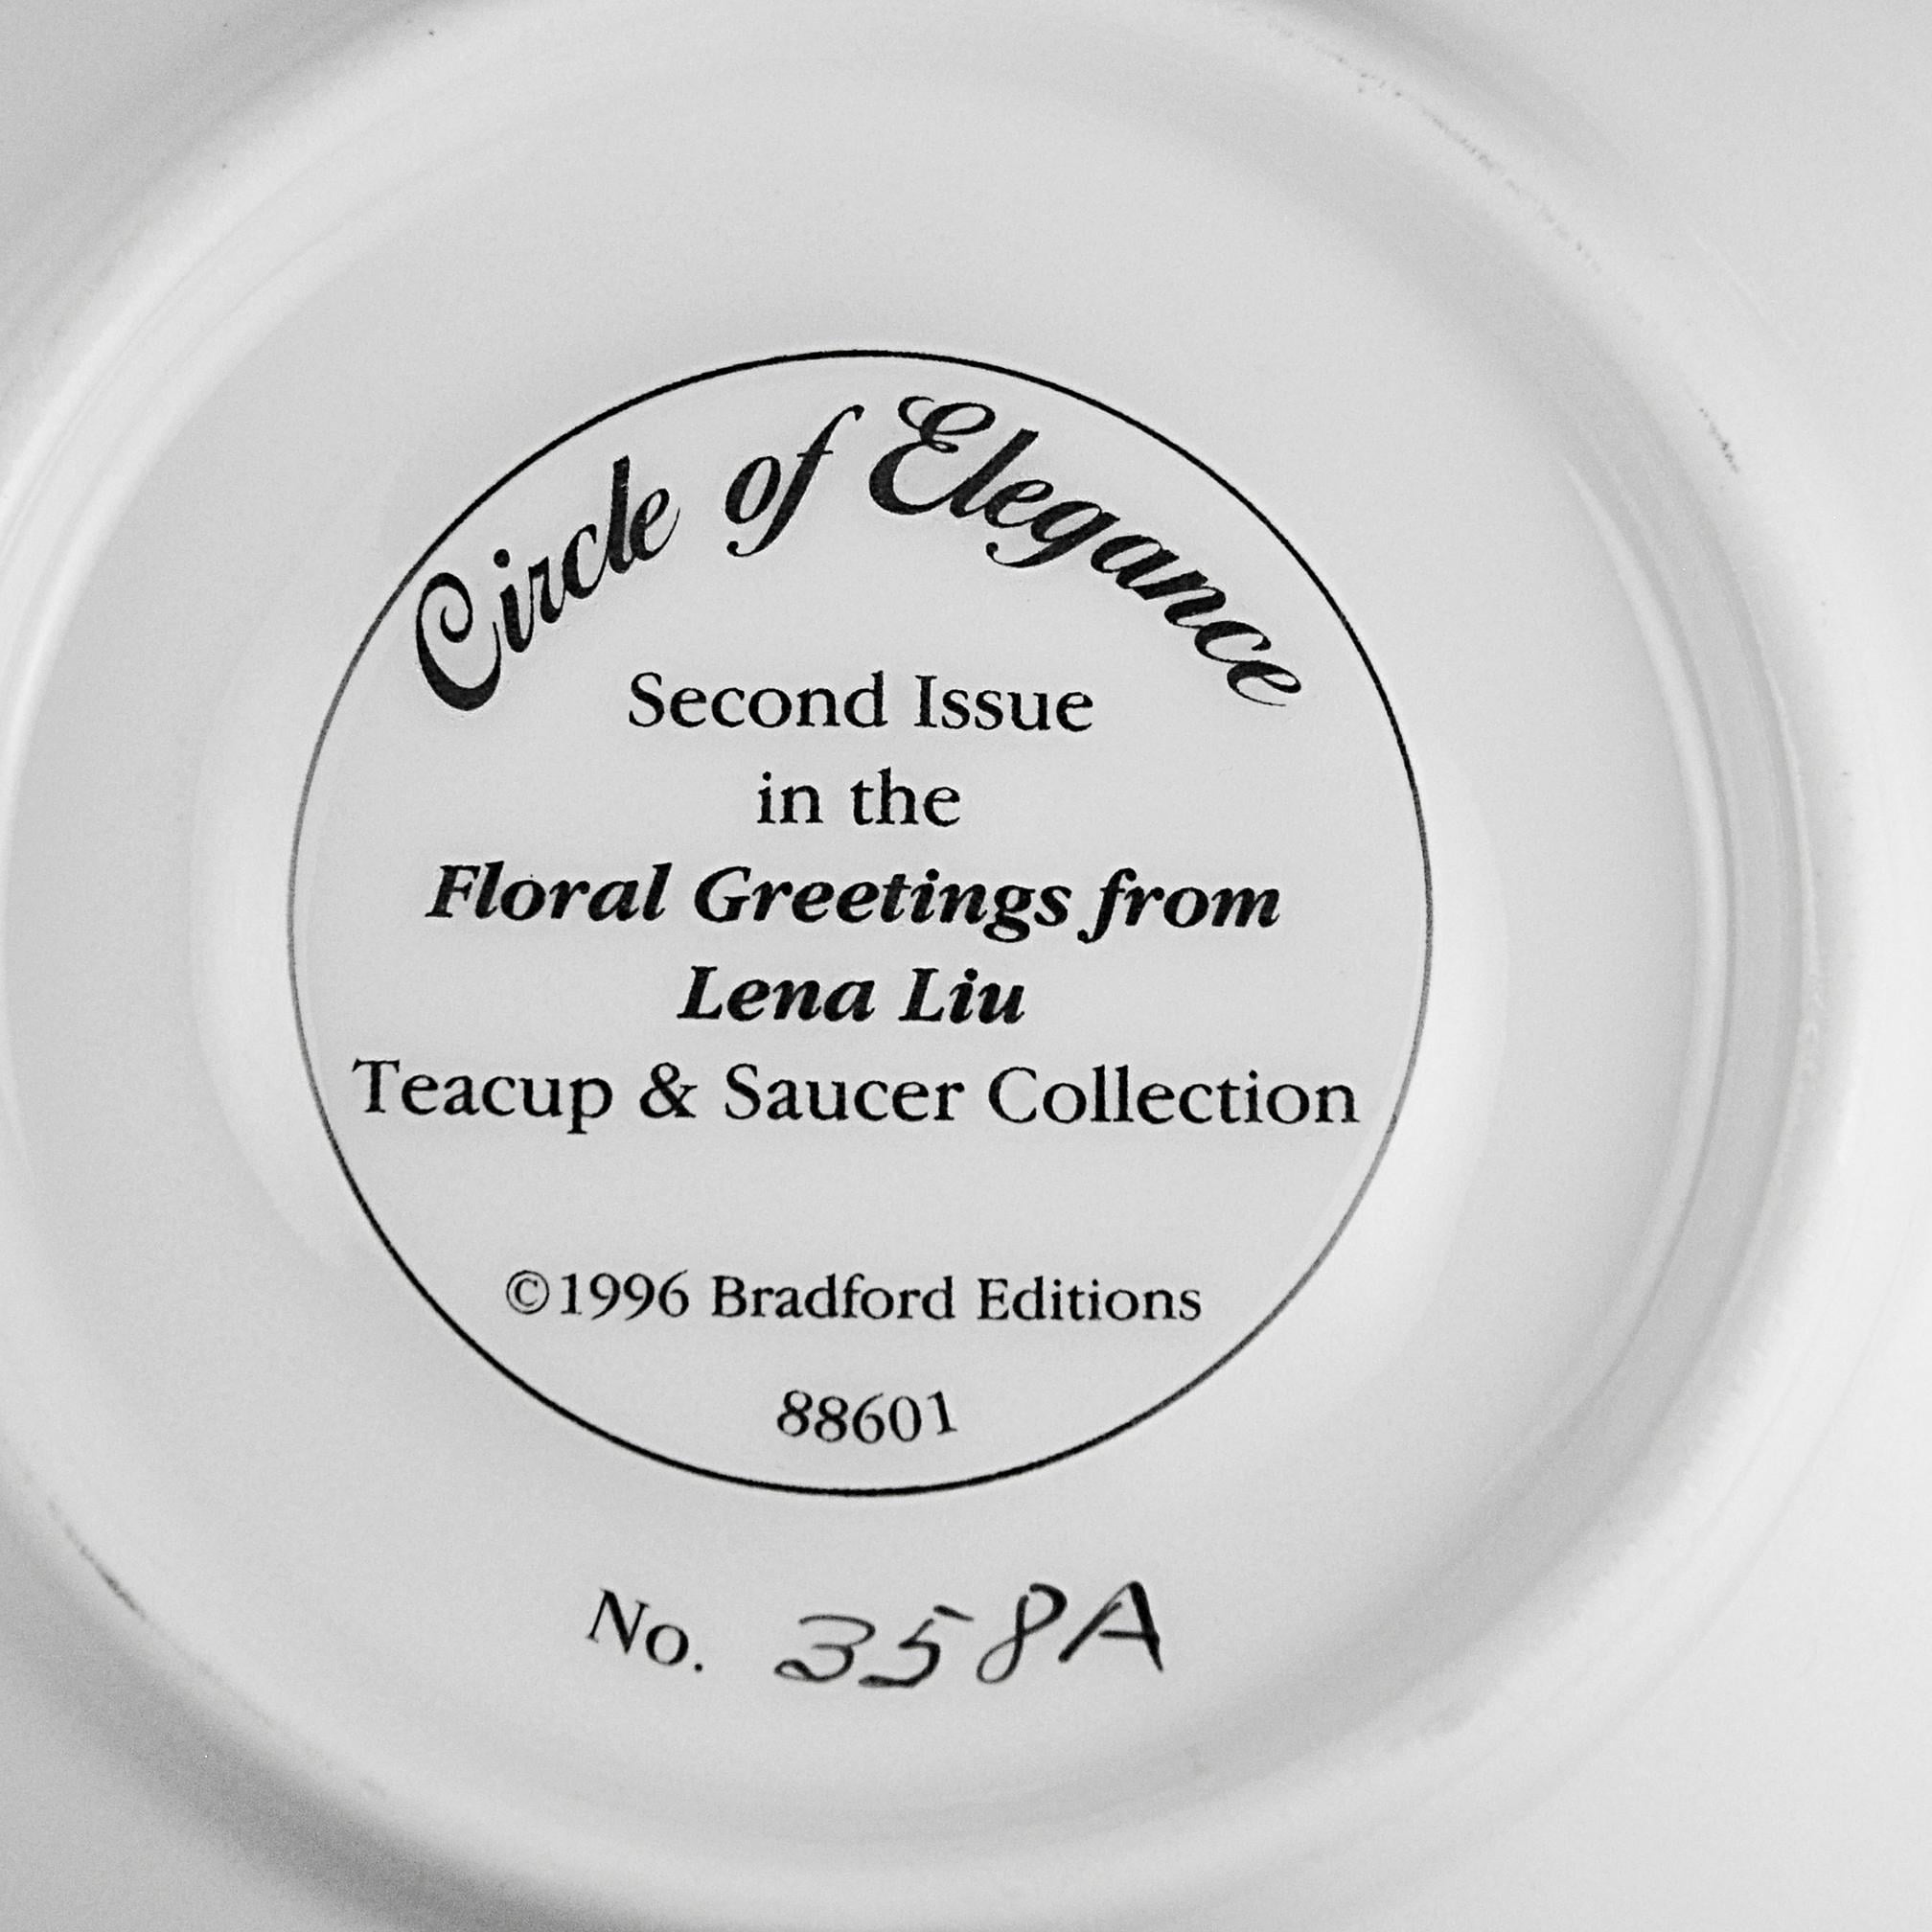 Circle of Elegance
Second Issue
in the
Floral Greetings from
Lena Liu
Teacup & Saucer Collection
©1996 Bradford Editions
88601
No. 358A